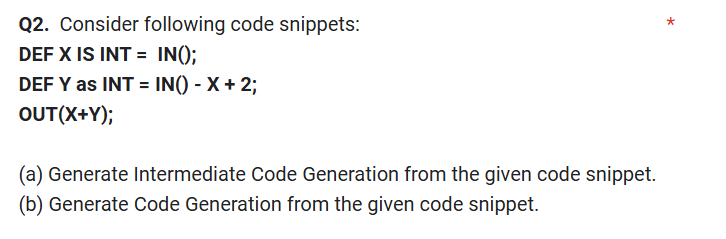 Q2. Consider following code snippets: *
DEF X IS INT = IN();
DEF Y as INT = IN() - X + 2;
OUT(X+Y);
(a) Generate Intermediate Code Generation from the given code snippet.
(b) Generate Code Generation from the given code snippet.